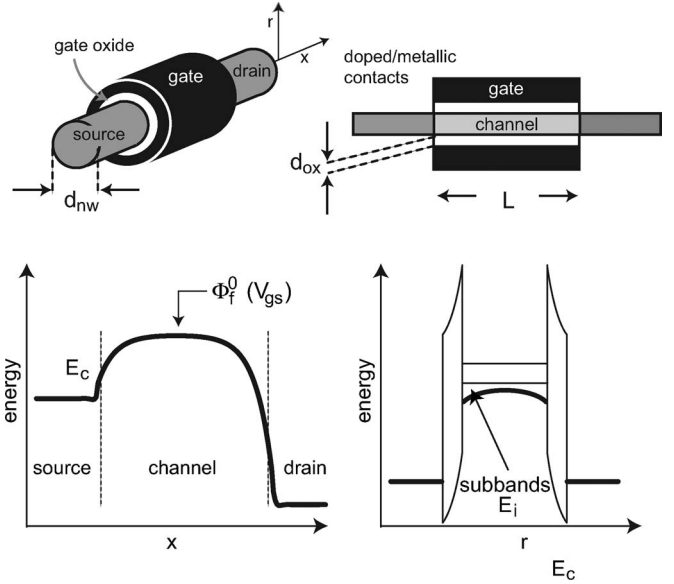 r
gate oxide
gate
drain
x
source
d_nw
doped/metallic
contacts
gate
channel
d_ox
L
Φ_f^0 (V_gs)
E_c
energy
source
channel
drain
x
energy
subbands
E_i
r
E_c